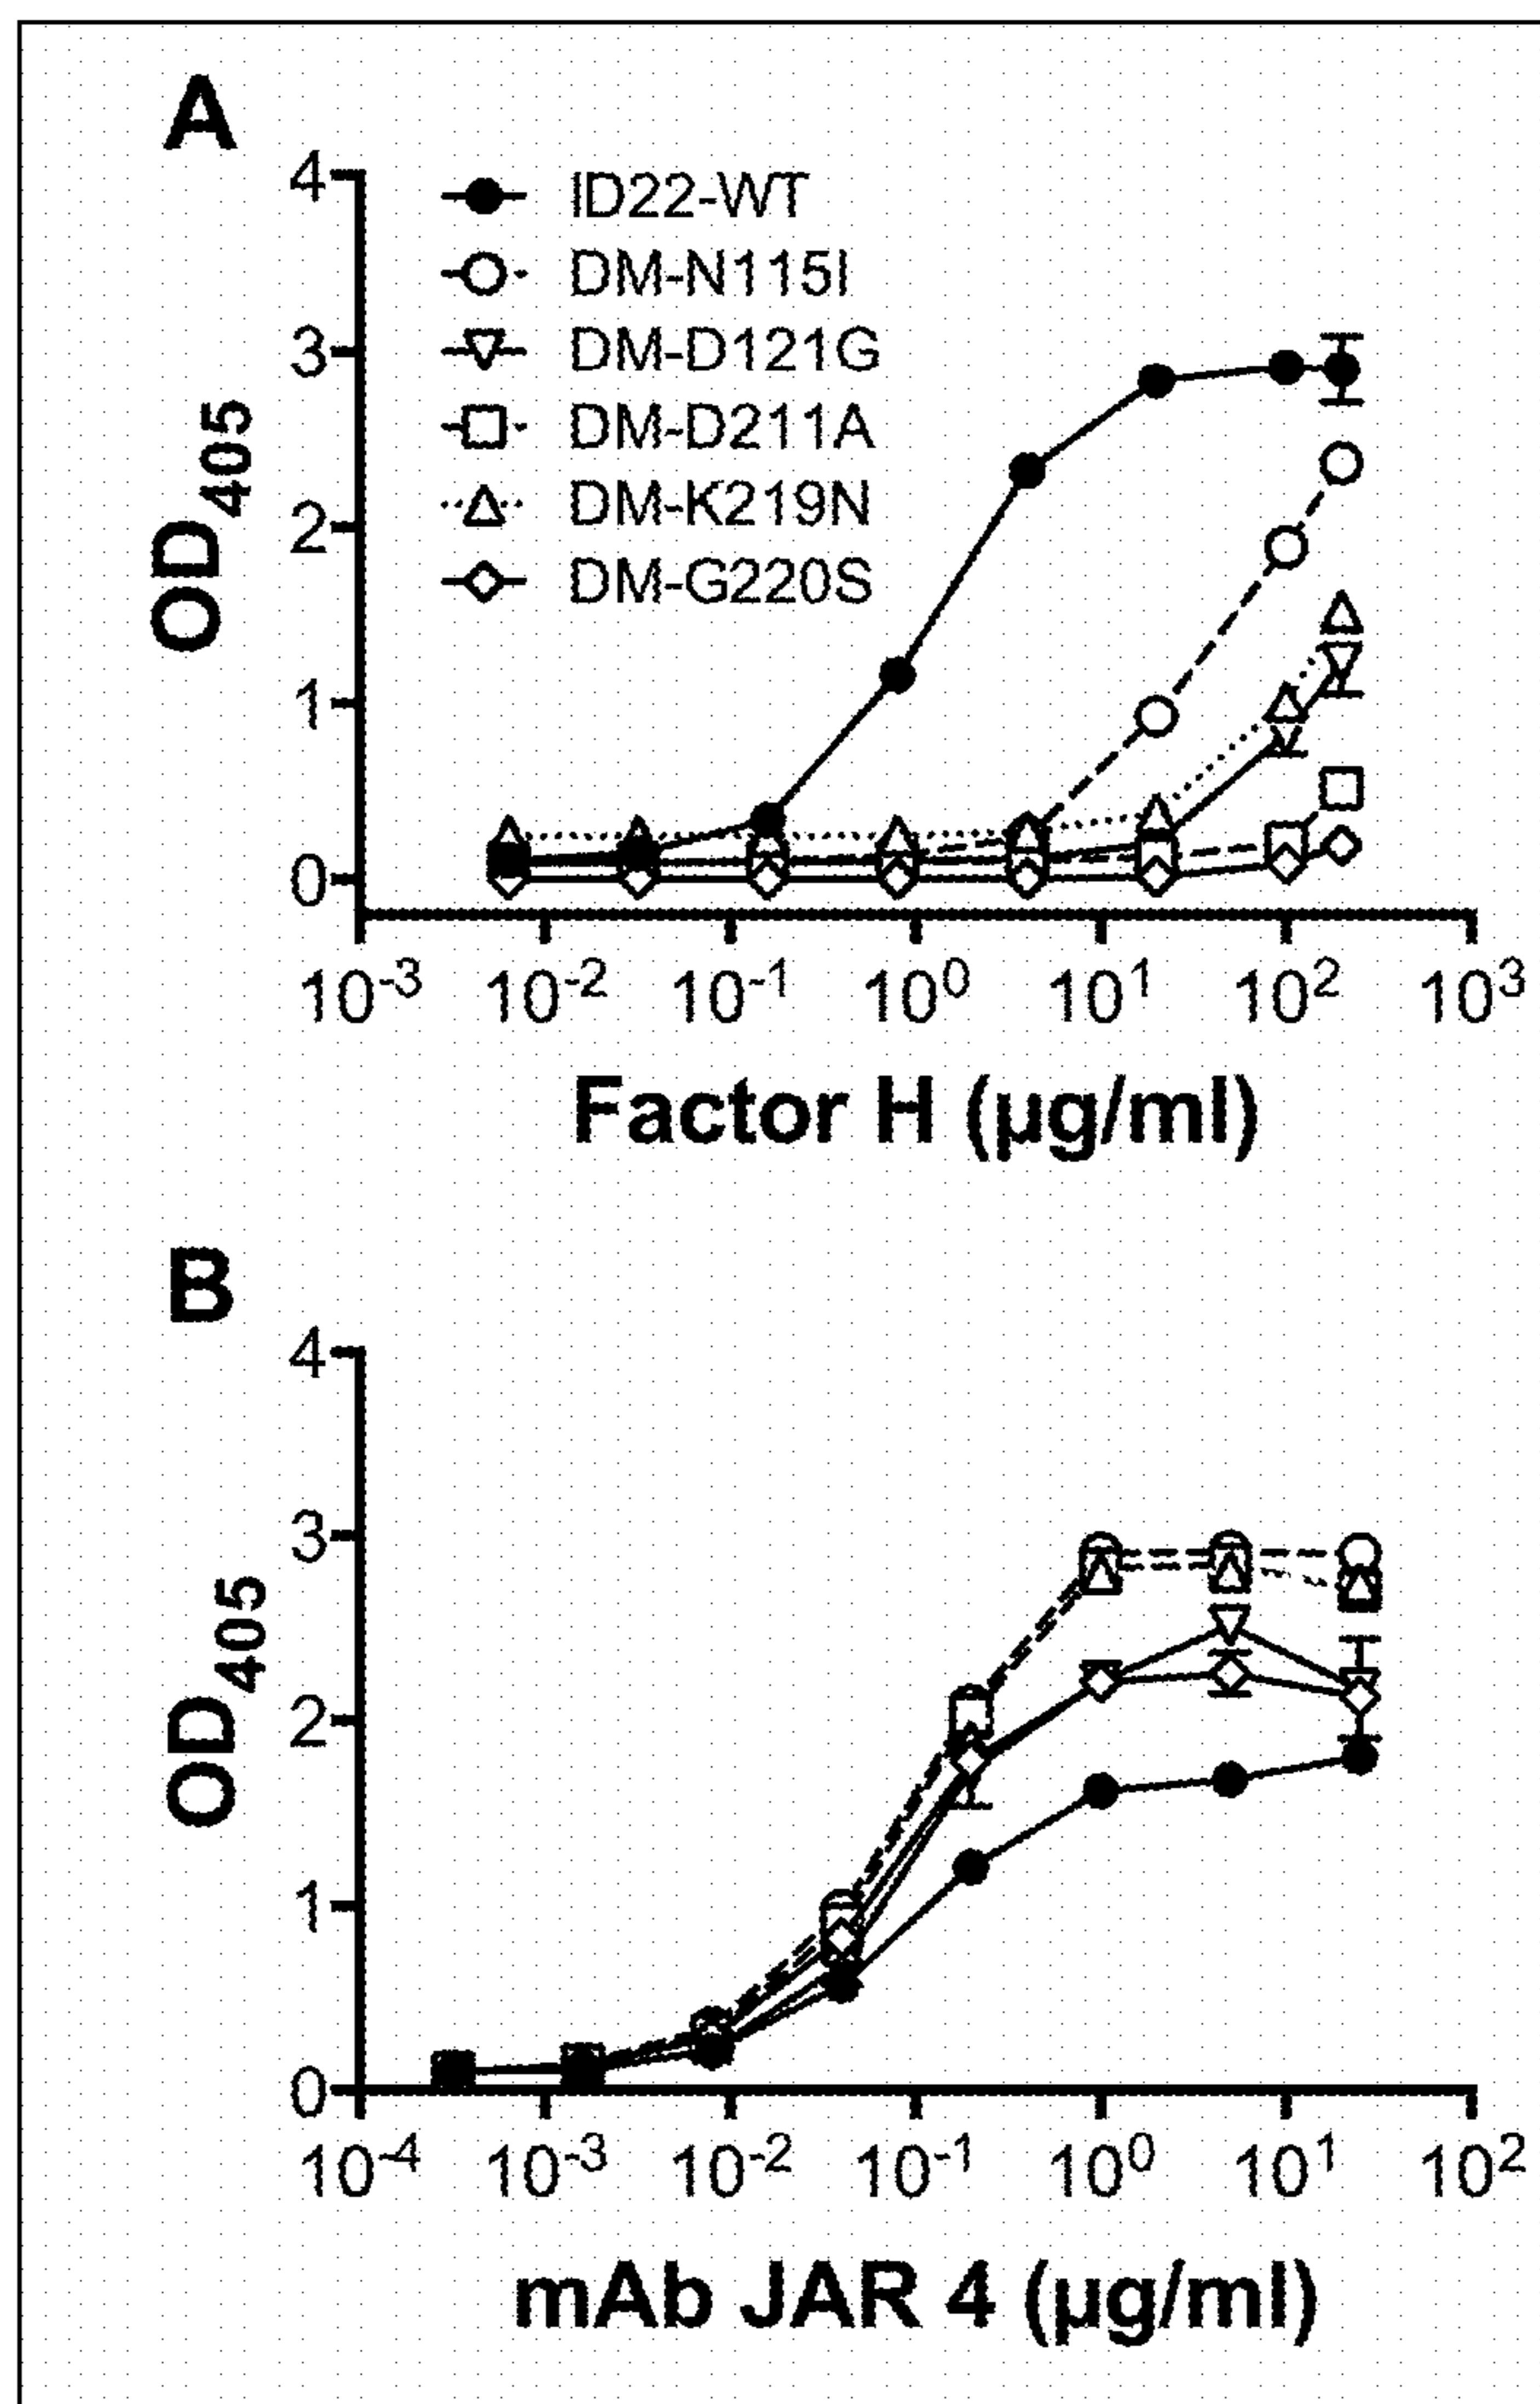 A
4
3
2
1
0
OD405
ID22-WT
DM-N115I
DM-D121G
DM-D211A
DM-K219N
DM-G220S
10-3 10-2 10-1 100 101 102 103
Factor H (µg/ml)
B
4
3
2
1
0
OD405
10-4 10-3 10-2 10-1 100 101 102
mAb JAR 4 (µg/ml)